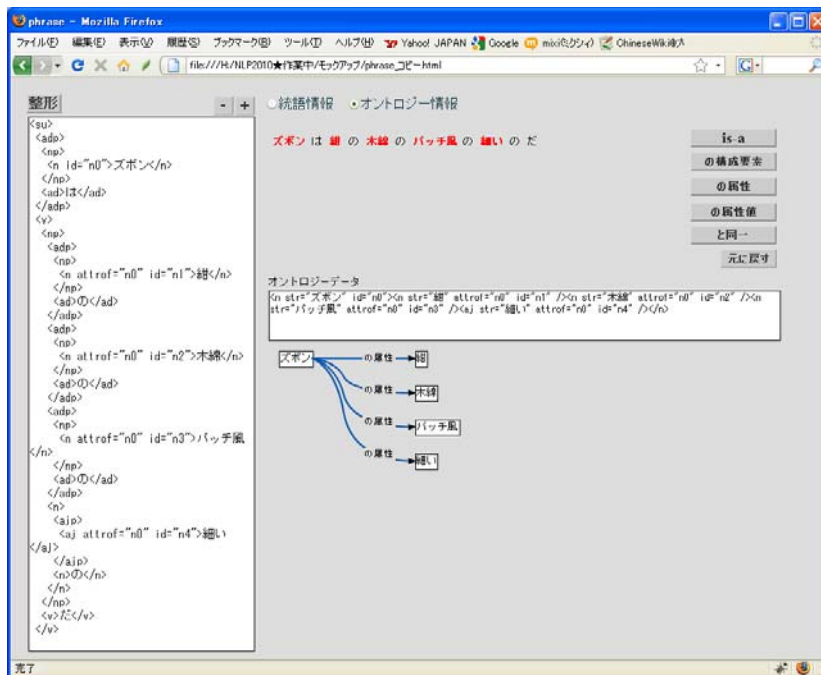 phrase - Mozilla Firefox
ファイル(F) 編集(E) 表示(V) 履歴(S) ブックマーク(B) ツール(T) ヘルプ(H) Yahoo! JAPAN Google mixi(ミクシィ) ChineseWiki
file:///H:/NLP2010★作業中/モックアップ/phrase_コピー.html
整形 - +
統語情報 オントロジー情報
<su>
<adp>
<np>
<n id="n0">ズボン</n>
</np>
<ad>は</ad>
</adp>
<v>
<np>
<adp>
<np>
<n attrof="n0" id="n1">紺</n>
</np>
<ad>の</ad>
</adp>
<adp>
<np>
<n attrof="n0" id="n2">木綿</n>
</np>
<ad>の</ad>
</adp>
<adp>
<np>
<n attrof="n0" id="n3">パッチ風
</n>
</np>
<ad>の</ad>
</adp>
<n>
<ajp>
<aj attrof="n0" id="n4">細い
</aj>
</ajp>
<n>の</n>
</n>
</np>
<v>だ</v>
</v>
ズボン は 紺 の 木綿 の パッチ風 の 細い の だ
is-a
の構成要素
の属性
の属性値
と同一
元に戻す
オントロジーデータ
<n str="ズボン" id="n0"><n str="紺" attrof="n0" id="n1" /><n str="木綿" attrof="n0" id="n2" /><n
str="パッチ風" attrof="n0" id="n3" /><aj str="細い" attrof="n0" id="n4" /></n>
ズボン の属性 紺
の属性 木綿
の属性 パッチ風
の属性 細い
完了